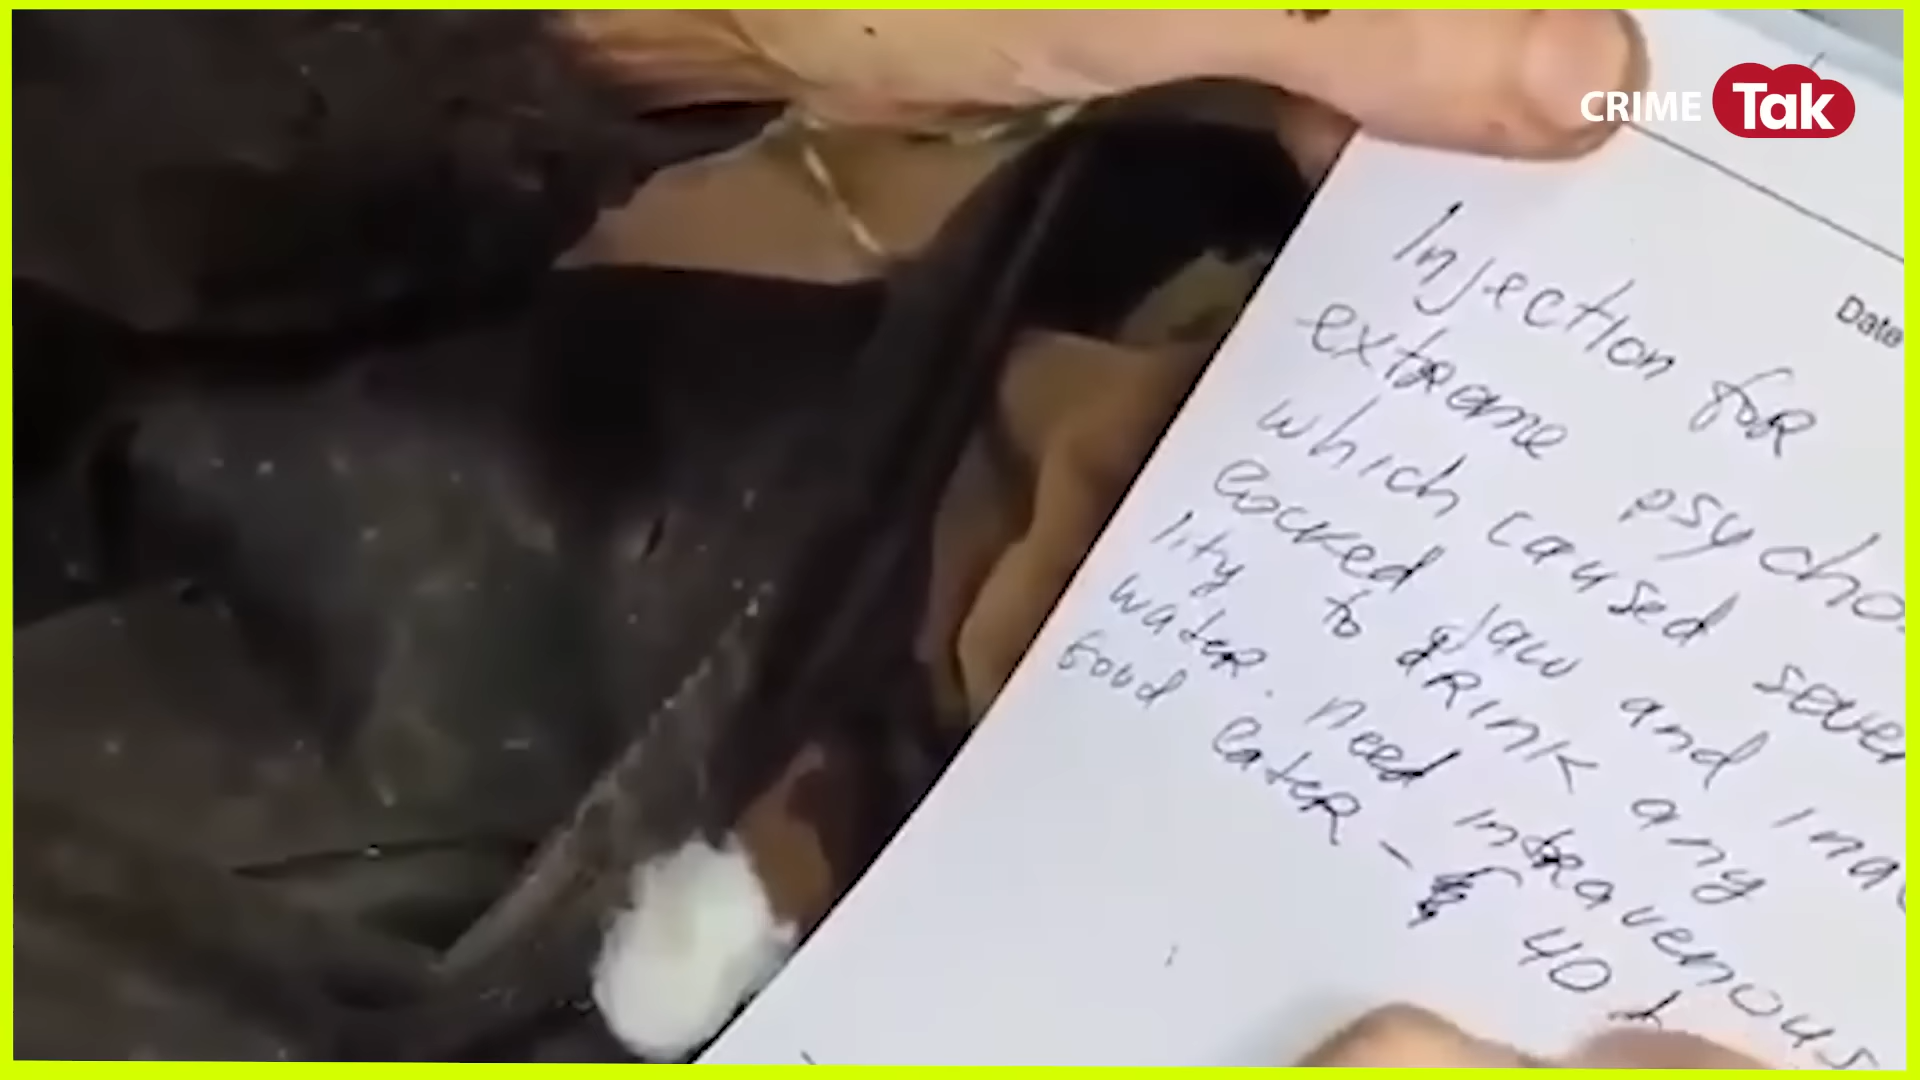 CRIME Tak
Date
Injection for
extreme psycho
which caused sever
locked jaw and ina
lity to drink any
water. need intravenous
food cater - 40